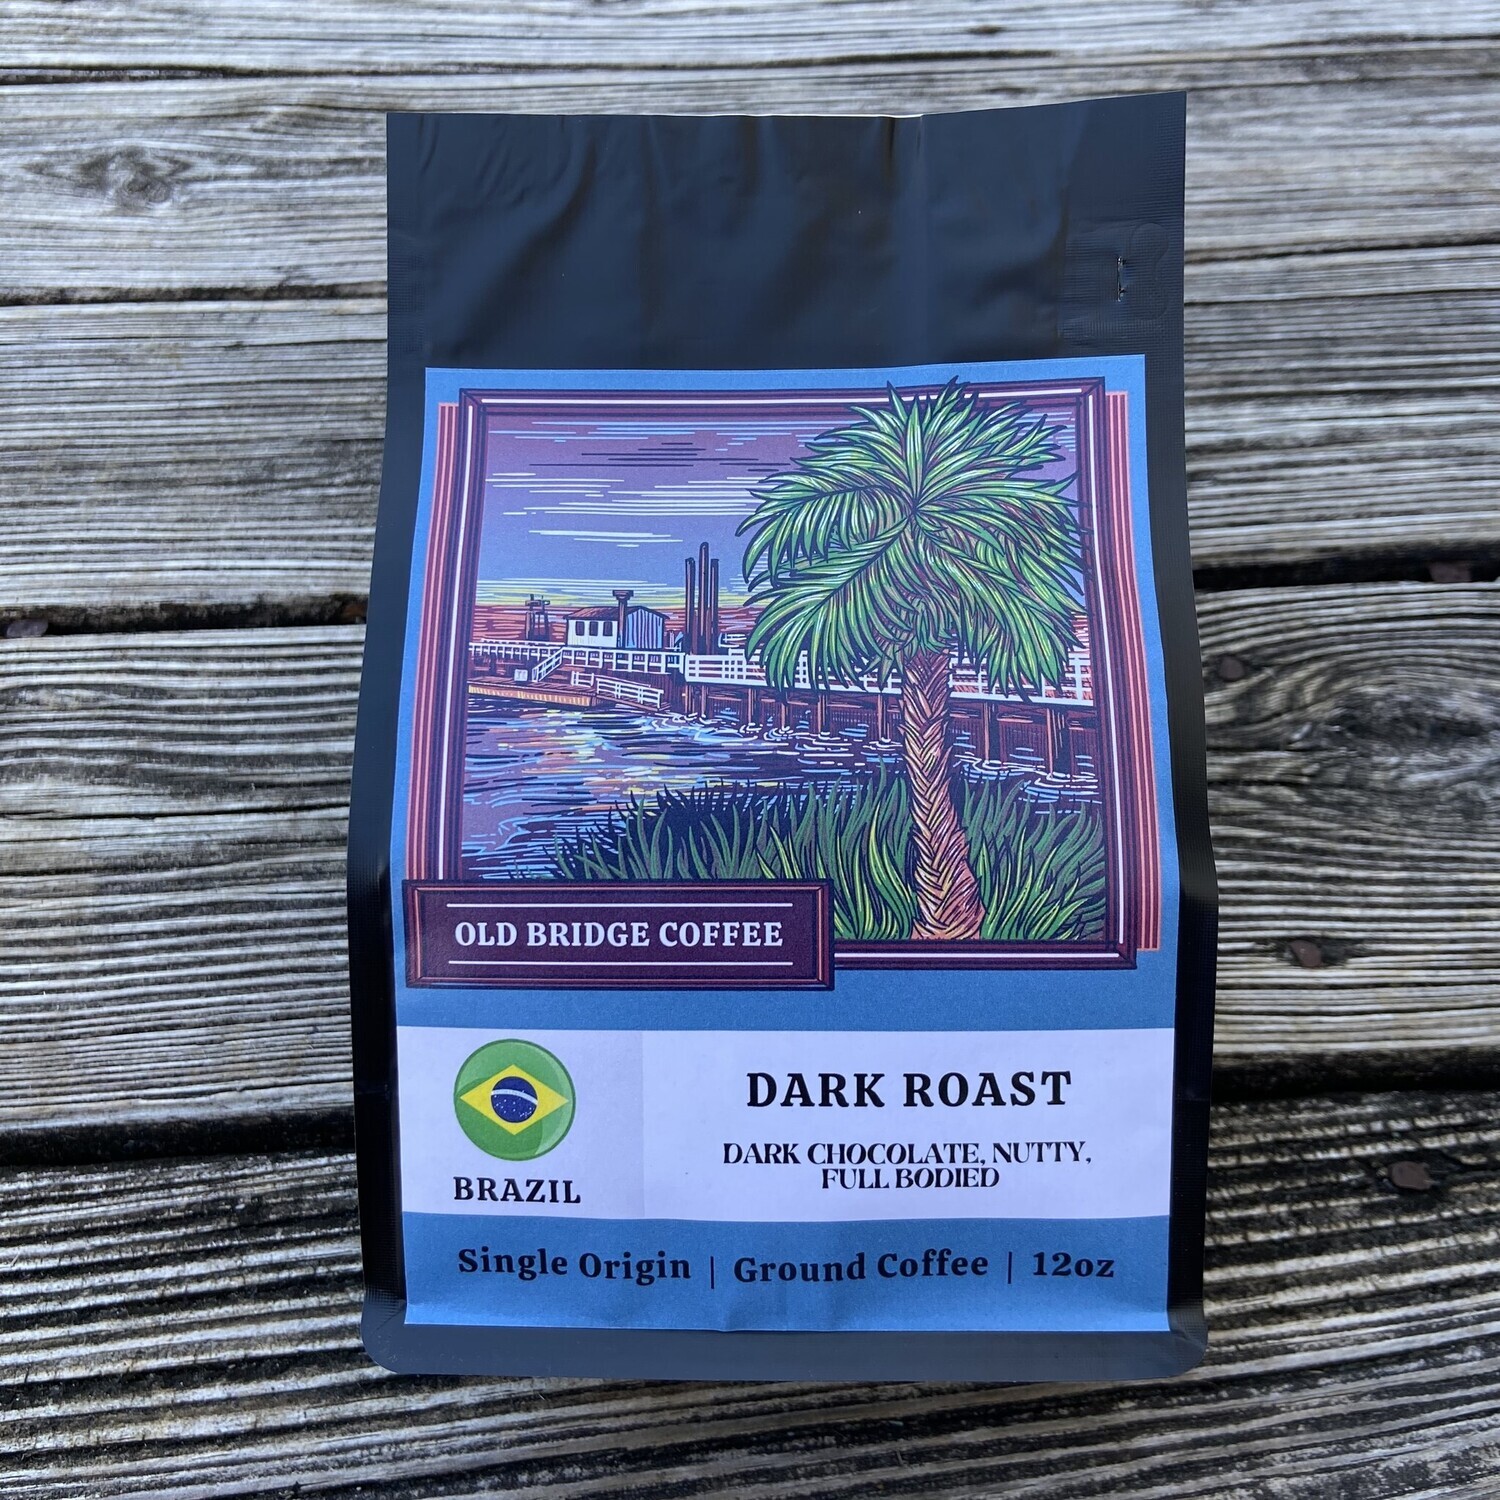 OLD BRIDGE COFFEE
BRAZIL
DARK ROAST
DARK CHOCOLATE, NUTTY,
FULL BODIED
Single Origin | Ground Coffee | 12oz